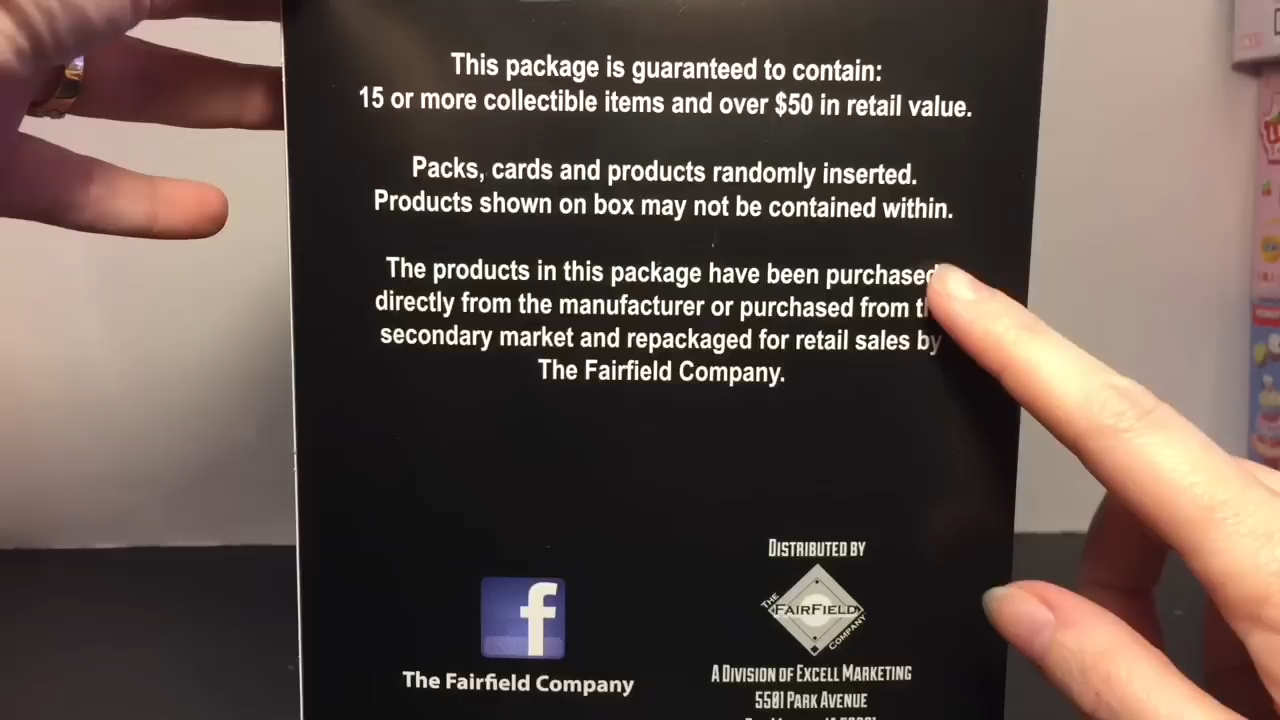 This package is guaranteed to contain:
15 or more collectible items and over $50 in retail value.
Packs, cards and products randomly inserted.
Products shown on box may not be contained within.
The products in this package have been purchased
directly from the manufacturer or purchased from
secondary market and repackaged for retail sales by
The Fairfield Company.
f
The Fairfield Company
DISTRIBUTED BY
THE
FAIRFIELD
COMPANY
A DIVISION OF EXCELL MARKETING
5501 PARK AVENUE